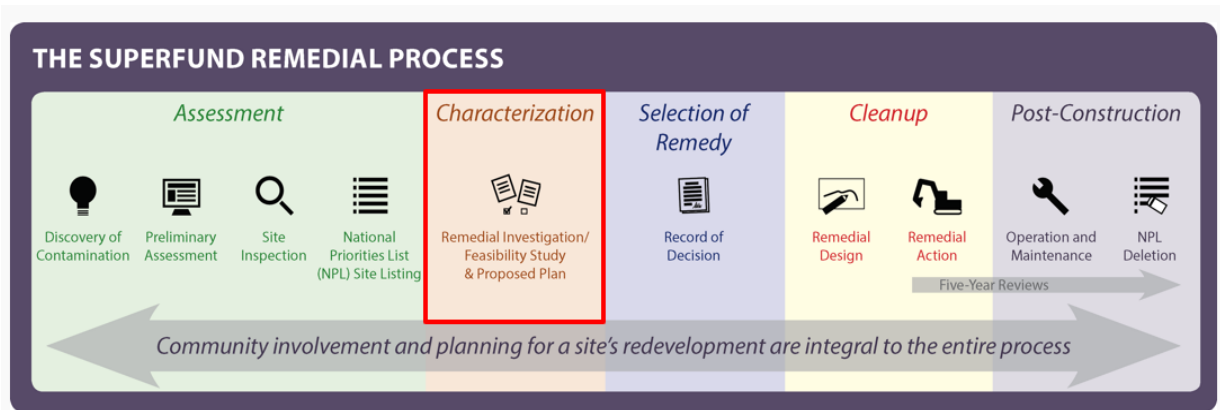 THE SUPERFUND REMEDIAL PROCESS
Assessment
Discovery of
Contamination
Preliminary
Assessment
Site
Inspection
National
Priorities List
(NPL) Site Listing
Characterization
Remedial Investigation/
Feasibility Study
& Proposed Plan
Selection of
Remedy
Record of
Decision
Cleanup
Remedial
Design
Remedial
Action
Post-Construction
Operation and
Maintenance
NPL
Deletion
Five-Year Reviews
Community involvement and planning for a site's redevelopment are integral to the entire process